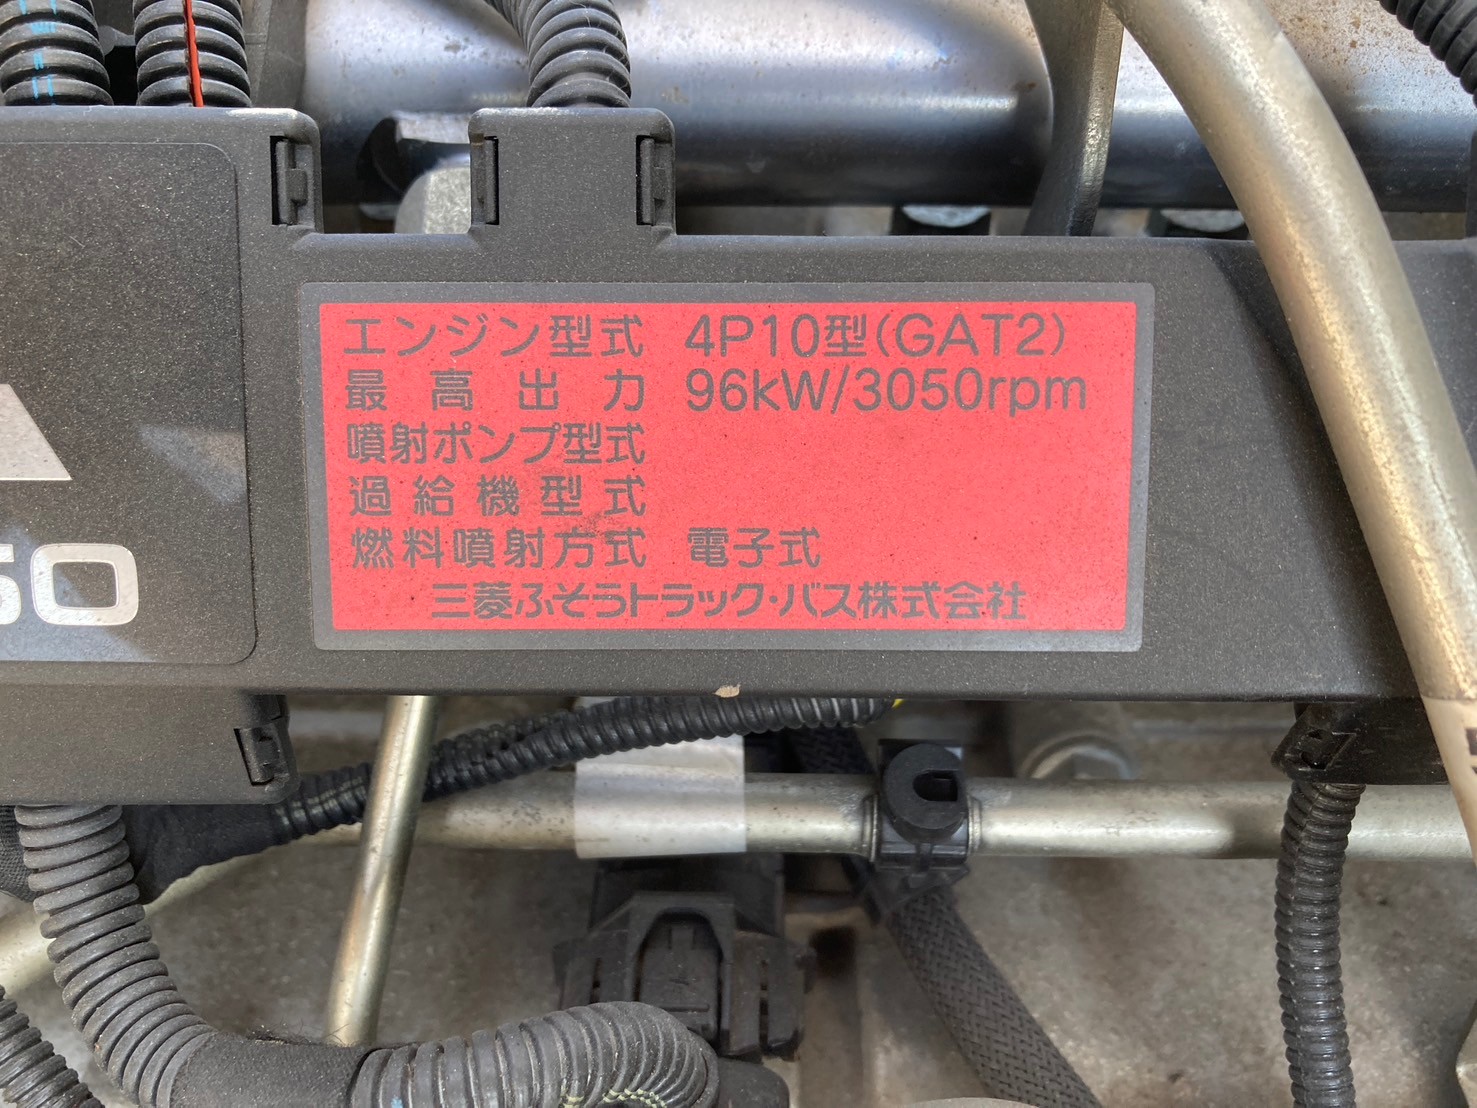 エンジン型式 4P10型(GAT2)
最高出力 96kW/3050rpm
噴射ポンプ型式
過給機型式
燃料噴射方式 電子式
三菱ふそうトラック・バス株式会社
50